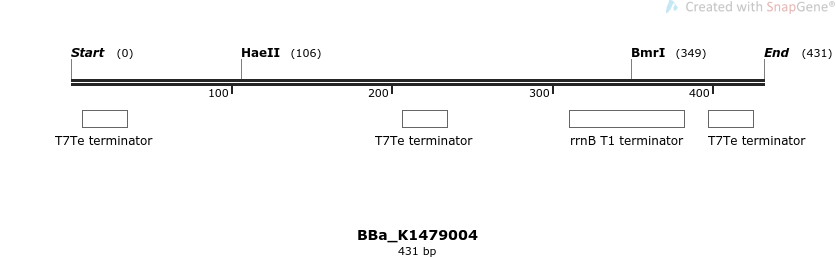 Created with SnapGene®
Start (0) HaeII (106) BmrI (349) End (431)
100 200 300 400
T7Te terminator T7Te terminator rrnB T1 terminator T7Te terminator
BBa_K1479004
431 bp